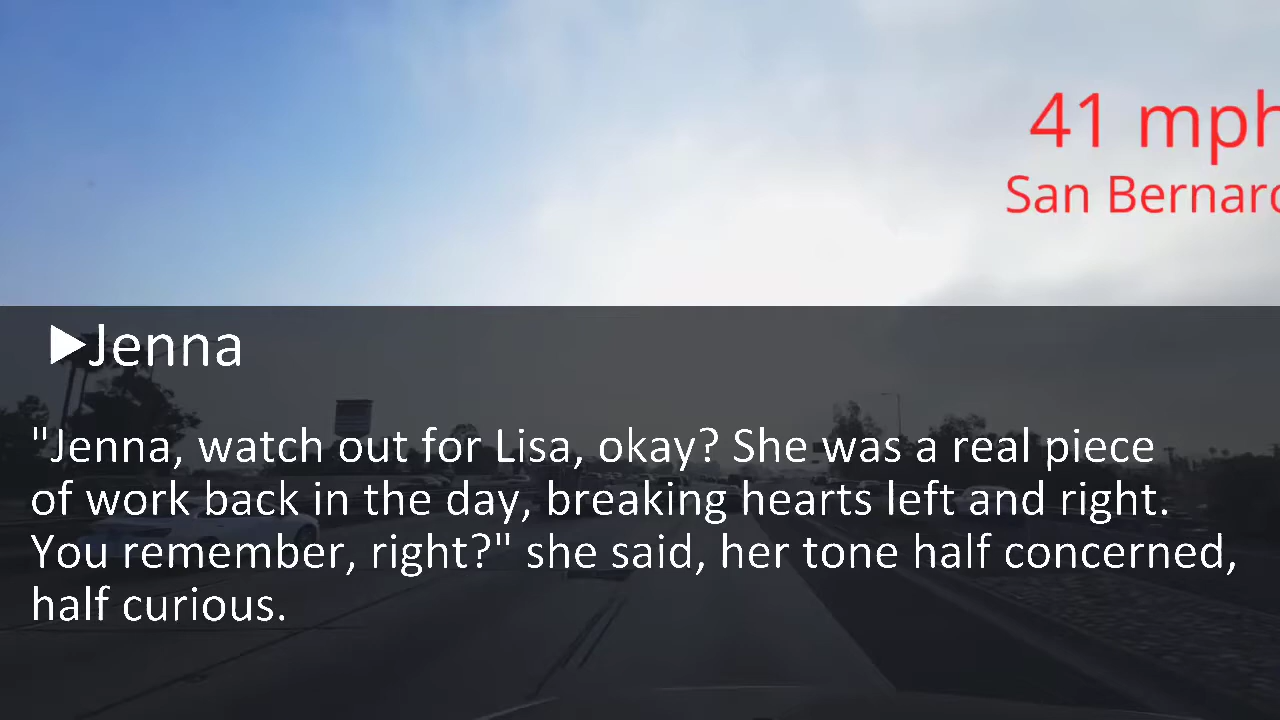 41 mph
San Bernard
▶Jenna
"Jenna, watch out for Lisa, okay? She was a real piece
of work back in the day, breaking hearts left and right.
You remember, right?" she said, her tone half concerned,
half curious.